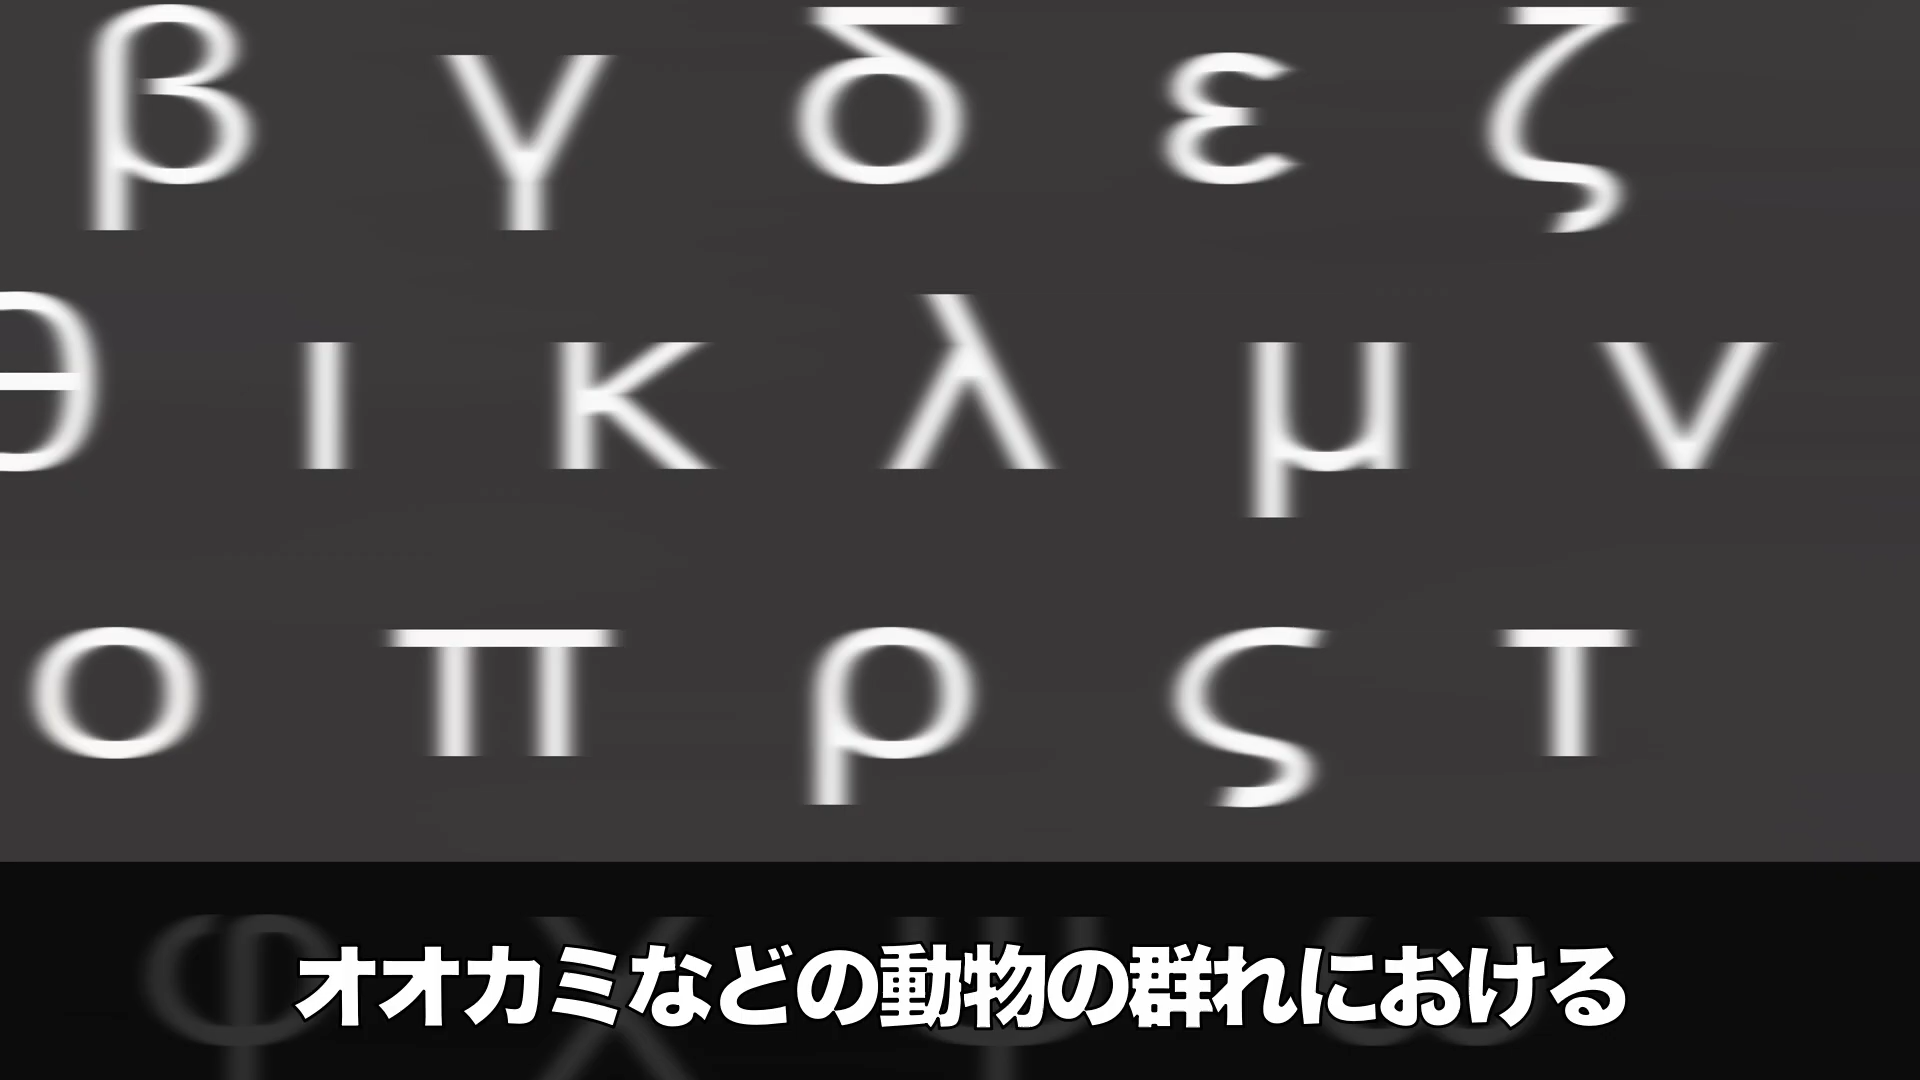 β γ δ ε ζ
θ ι κ λ μ ν
ο π ρ ς τ
φ χ ψ ω
オオカミなどの動物の群れにおける